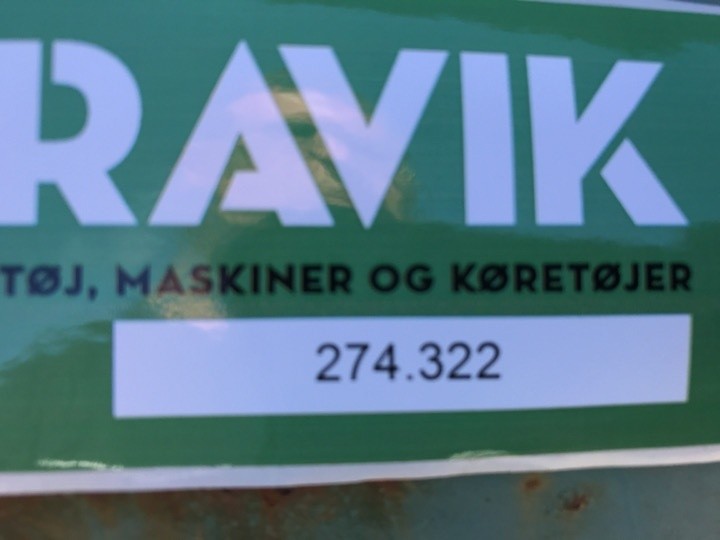 RAVIK
TØJ, MASKINER OG KØRETØJER
274.322